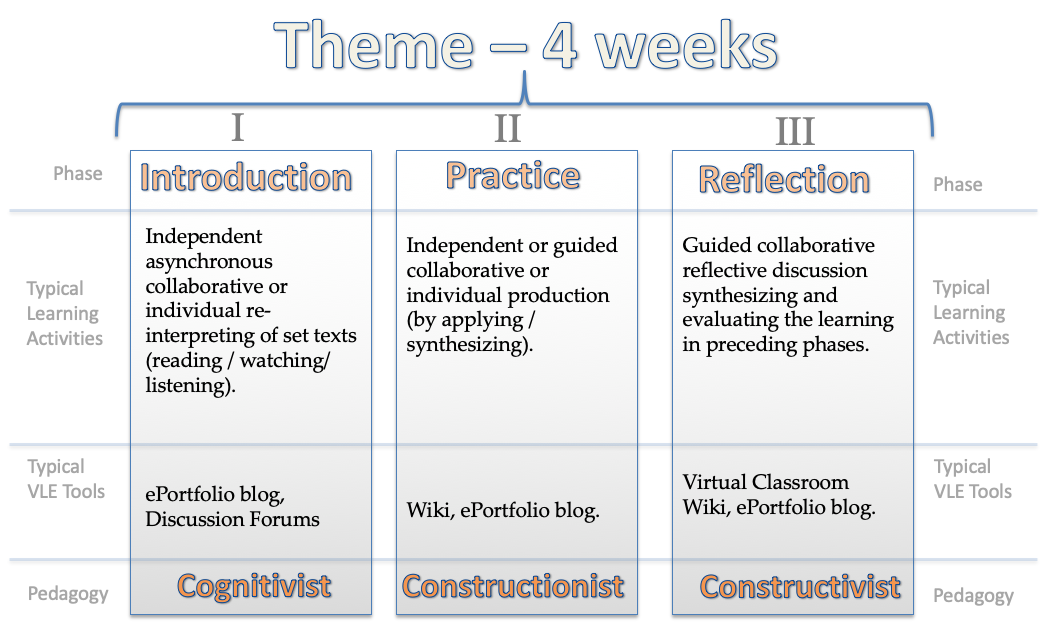 Theme – 4 weeks
I
II
III
Phase
Introduction
Practice
Reflection
Phase
Typical
Learning
Activities
Independent
asynchronous
collaborative or
individual re-
interpreting of set texts
(reading / watching/
listening).
Independent or guided
collaborative or
individual production
(by applying /
synthesizing).
Guided collaborative
reflective discussion
synthesizing and
evaluating the learning
in preceding phases.
Typical
Learning
Activities
Typical
VLE Tools
ePortfolio blog,
Discussion Forums
Wiki, ePortfolio blog.
Virtual Classroom
Wiki, ePortfolio blog.
Typical
VLE Tools
Pedagogy
Cognitivist
Constructionist
Constructivist
Pedagogy